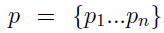 p = {p₁...pₙ}